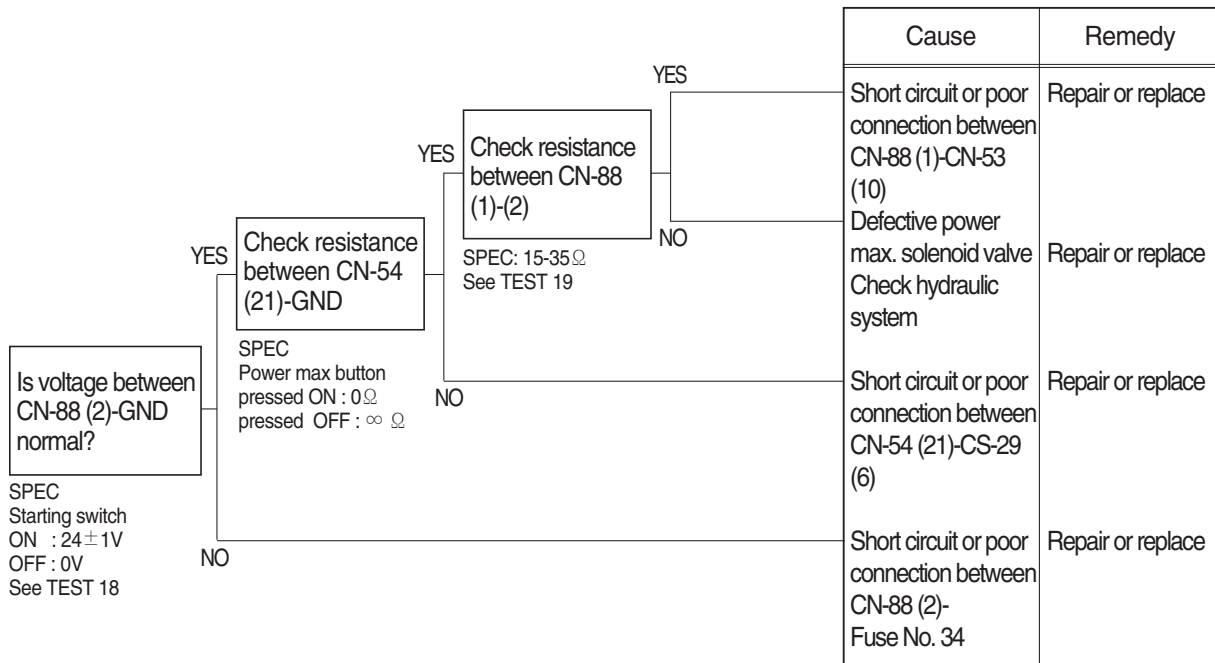 Cause
Remedy
YES
Short circuit or poor
connection between
CN-88 (1)-CN-53
(10)
Repair or replace
YES
Check resistance
between CN-88
(1)-(2)
SPEC: 15-35Ω
See TEST 19
NO
Defective power
max. solenoid valve
Check hydraulic
system
Repair or replace
YES
Check resistance
between CN-54
(21)-GND
SPEC
Power max button
pressed ON : 0Ω
pressed OFF : ∞ Ω
NO
Short circuit or poor
connection between
CN-54 (21)-CS-29
(6)
Repair or replace
Is voltage between
CN-88 (2)-GND
normal?
SPEC
Starting switch
ON : 24±1V
OFF : 0V
See TEST 18
NO
Short circuit or poor
connection between
CN-88 (2)-
Fuse No. 34
Repair or replace